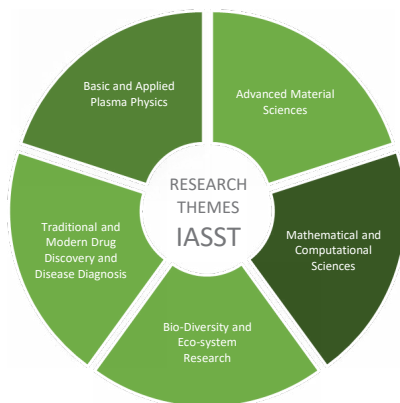 Basic and Applied
Plasma Physics
Advanced Material
Sciences
RESEARCH
THEMES
IASST
Traditional and
Modern Drug
Discovery and
Disease Diagnosis
Mathematical and
Computational
Sciences
Bio-Diversity and
Eco-system
Research